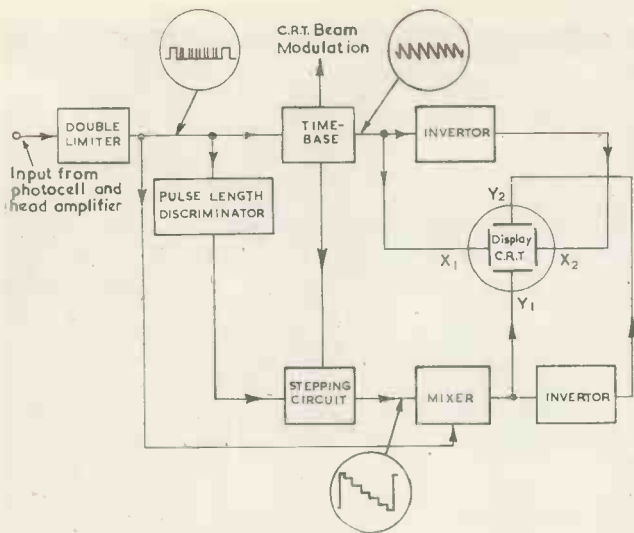 C.R.T. Beam
Modulation
DOUBLE
LIMITER
TIME-
BASE
INVERTOR
Input from
photocell and
head amplifier
PULSE LENGTH
DISCRIMINATOR
Y2
Display
C.R.T
X1
X2
Y1
STEPPING
CIRCUIT
MIXER
INVERTOR